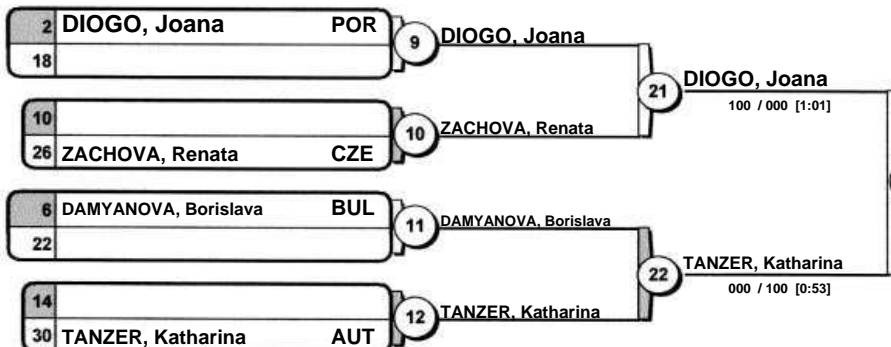 2 DIOGO, Joana POR
18
9 DIOGO, Joana
10
26 ZACHOVA, Renata CZE
10 ZACHOVA, Renata
21 DIOGO, Joana
100 / 000 [1:01]
6 DAMYANOVA, Borislava BUL
22
11 DAMYANOVA, Borislava
14
30 TANZER, Katharina AUT
12 TANZER, Katharina
22 TANZER, Katharina
000 / 100 [0:53]